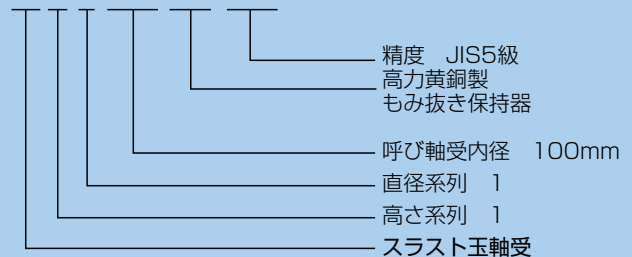 精度　JIS5級
高力黄銅製
もみ抜き保持器
呼び軸受内径　100mm
直径系列　1
高さ系列　1
スラスト玉軸受